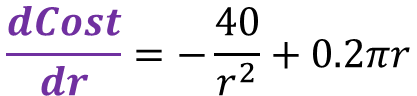 dCost/dr = − 40/r² + 0.2πr